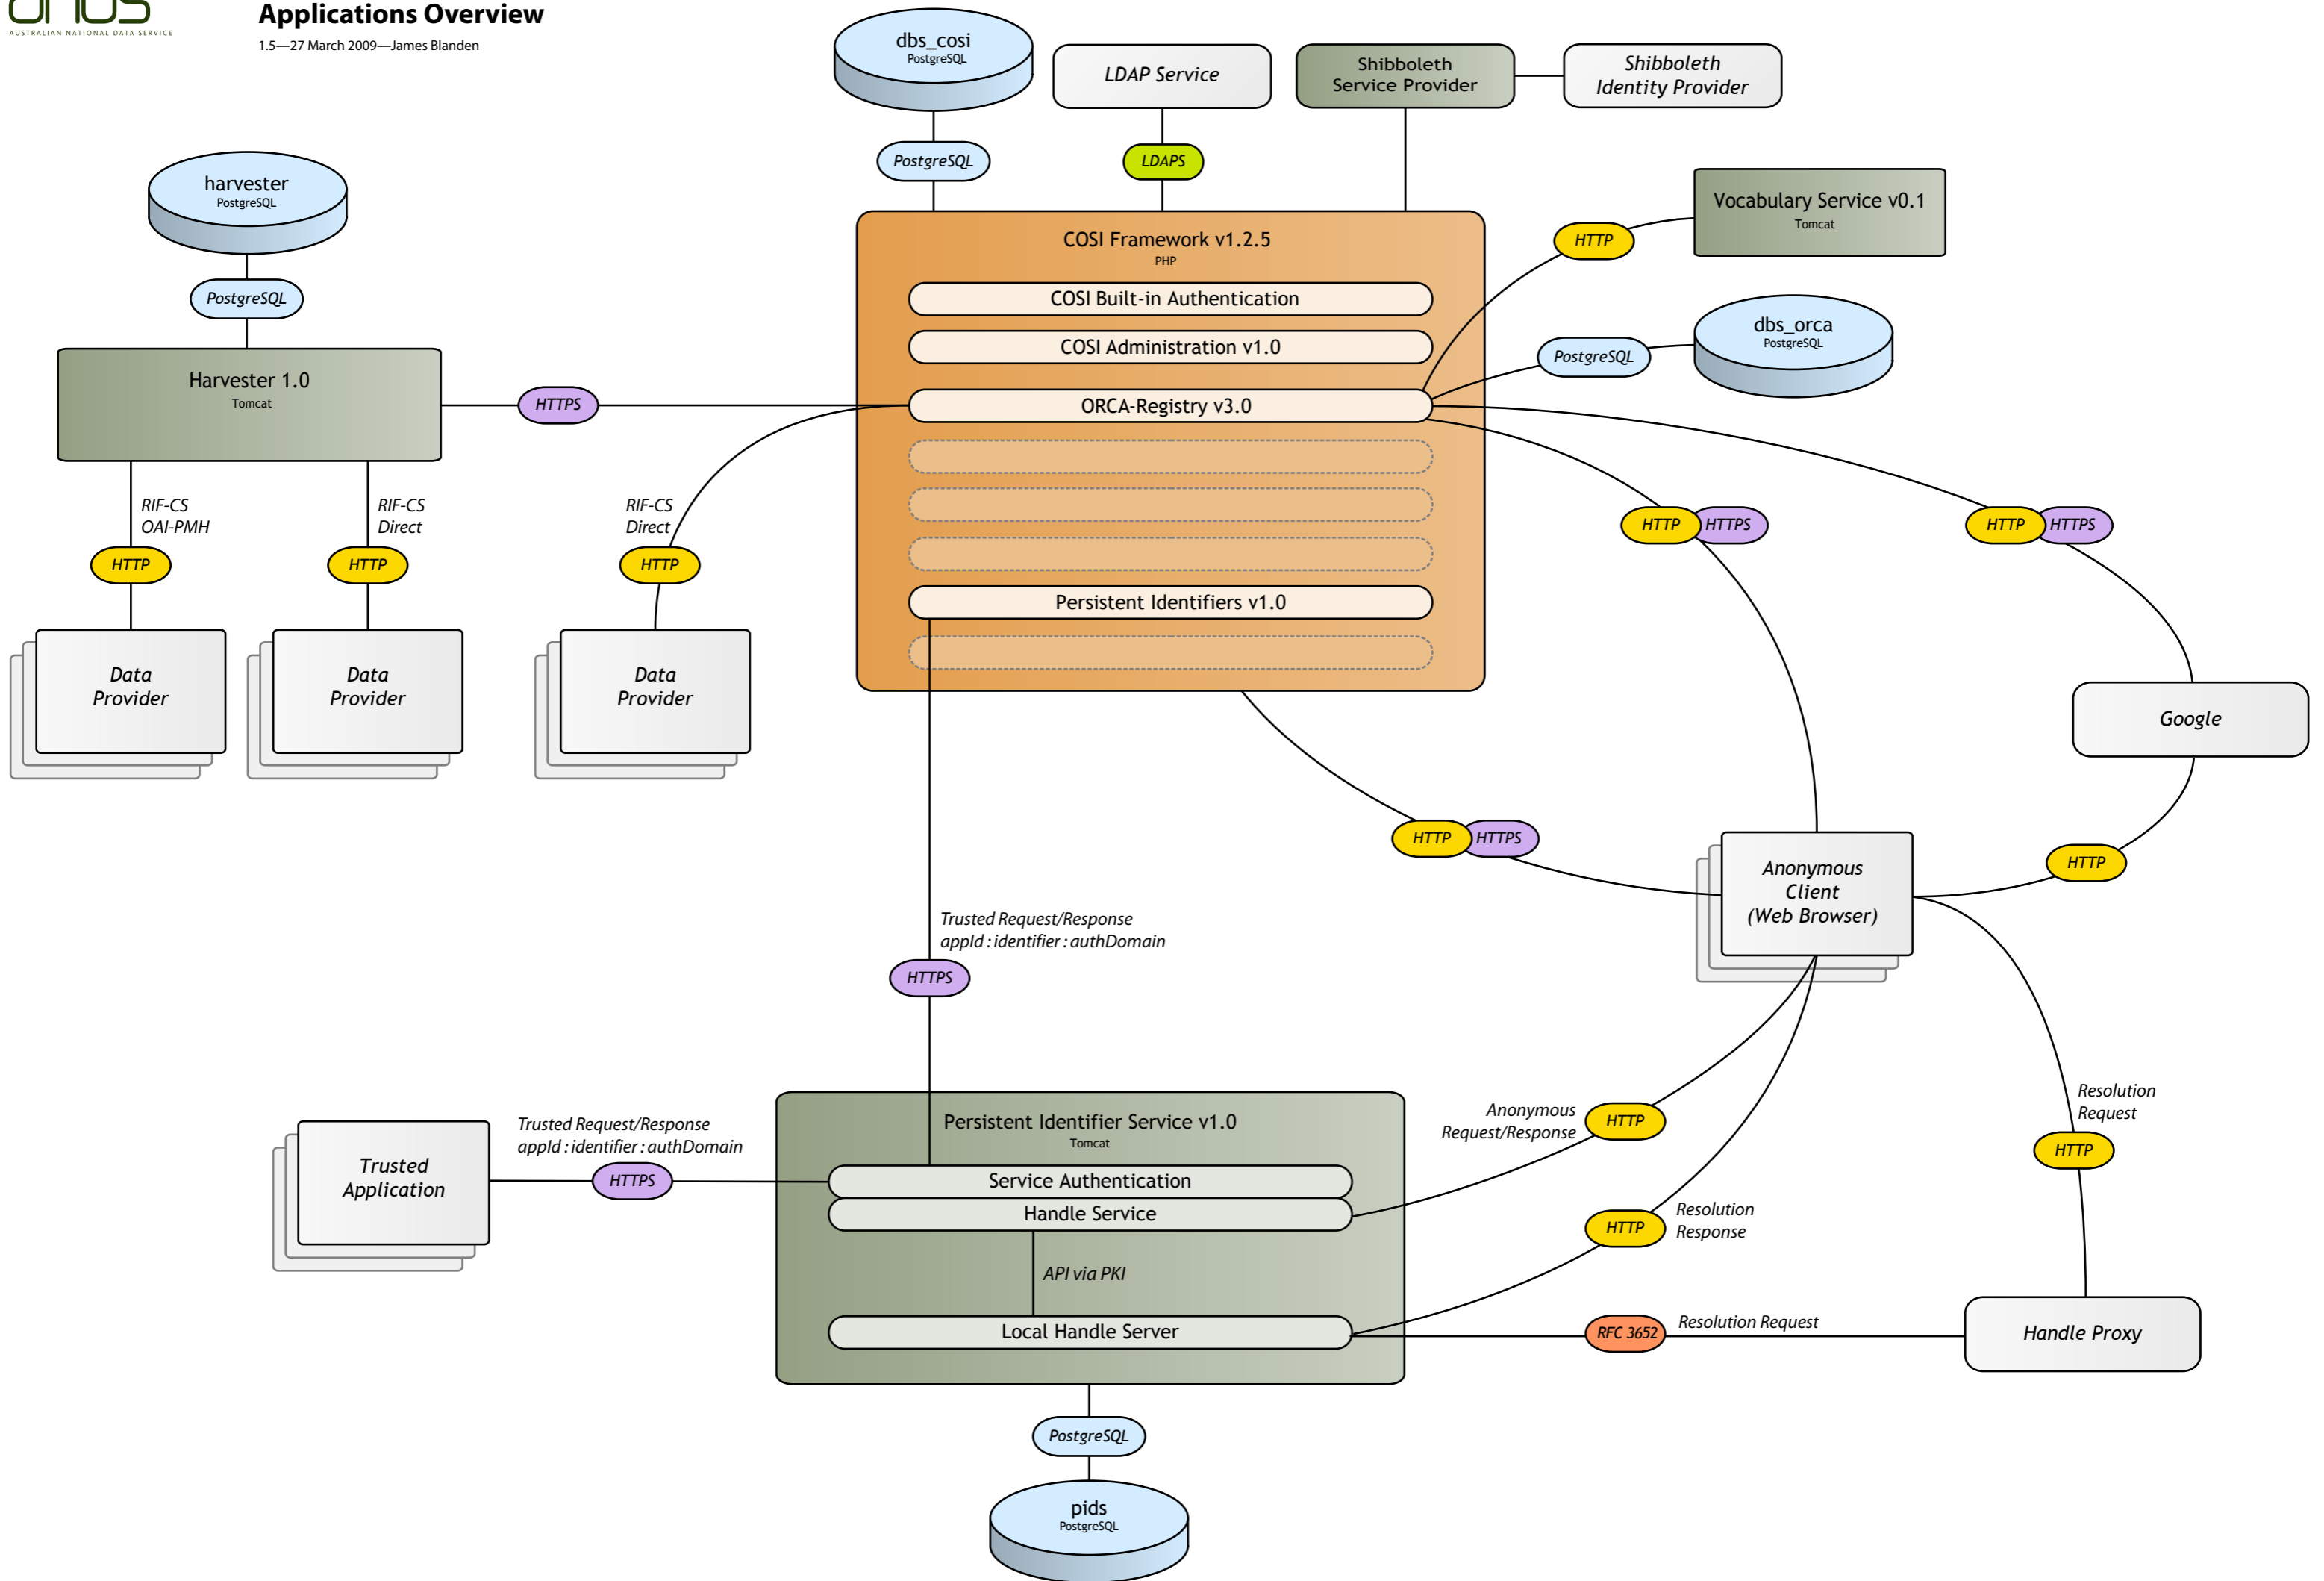 ands
AUSTRALIAN NATIONAL DATA SERVICE
Applications Overview
1.5—27 March 2009—James Blanden
dbs_cosi
PostgreSQL
LDAP Service
Shibboleth
Service Provider
Shibboleth
Identity Provider
PostgreSQL
LDAPS
harvester
PostgreSQL
PostgreSQL
Vocabulary Service v0.1
Tomcat
HTTP
COSI Framework v1.2.5
PHP
COSI Built-in Authentication
COSI Administration v1.0
ORCA-Registry v3.0
Persistent Identifiers v1.0
dbs_orca
PostgreSQL
PostgreSQL
Harvester 1.0
Tomcat
HTTPS
RIF-CS
OAI-PMH
RIF-CS
Direct
RIF-CS
Direct
HTTP
HTTP
HTTP
HTTP
HTTPS
HTTP
HTTPS
Data
Provider
Data
Provider
Data
Provider
Google
HTTP
HTTPS
HTTP
Anonymous
Client
(Web Browser)
Trusted Request/Response
appId : identifier : authDomain
HTTPS
Trusted
Application
Trusted Request/Response
appId : identifier : authDomain
HTTPS
Persistent Identifier Service v1.0
Tomcat
Service Authentication
Handle Service
API via PKI
Local Handle Server
Anonymous
Request/Response
HTTP
Resolution
Request
HTTP
HTTP
Resolution
Response
RFC 3652
Resolution Request
Handle Proxy
PostgreSQL
pids
PostgreSQL